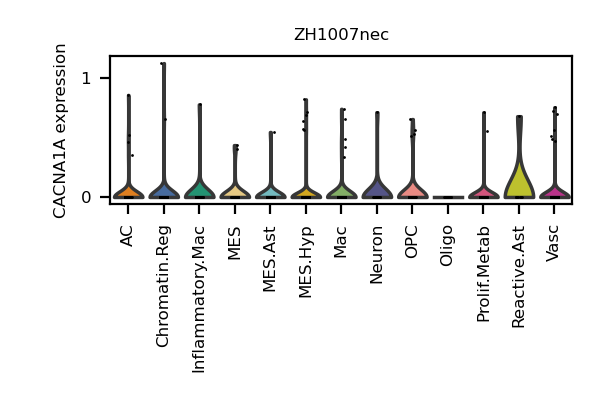 ZH1007nec
CACNA1A expression
1
0
AC
Chromatin.Reg
Inflammatory.Mac
MES
MES.Ast
MES.Hyp
Mac
Neuron
OPC
Oligo
Prolif.Metab
Reactive.Ast
Vasc